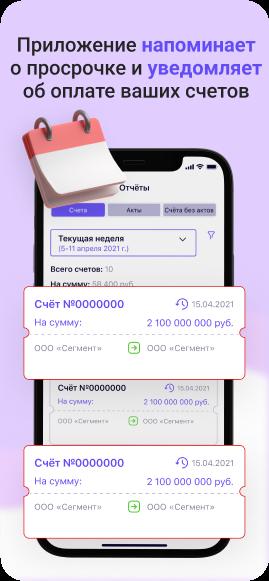 Приложение напоминает
о просрочке и уведомляет
об оплате ваших счетов
Отчёты
Счета Акты Счёта без актов
Текущая неделя
(5-11 апреля 2021 г.)
Всего счетов: 10
На сумму: 58 400 руб.
Счёт №0000000 15.04.2021
На сумму: 2 100 000 000 руб.
ООО «Сегмент» ООО «Сегмент»
Счёт №0000000 15.04.2021
На сумму: 2 100 000 000 руб.
ООО «Сегмент» ООО «Сегмент»
Счёт №0000000 15.04.2021
На сумму: 2 100 000 000 руб.
ООО «Сегмент» ООО «Сегмент»